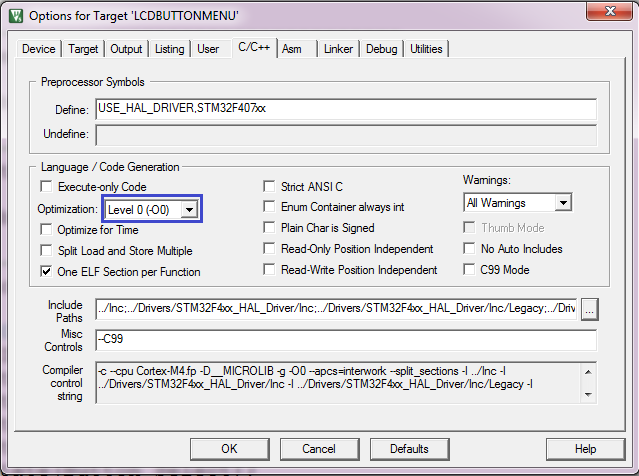 Options for Target 'LCDBUTTONMENU'
Device Target Output Listing User C/C++ Asm Linker Debug Utilities
Preprocessor Symbols
Define: USE_HAL_DRIVER,STM32F407xx
Undefine:
Language / Code Generation
Execute-only Code
Optimization: Level 0 (-O0)
Optimize for Time
Split Load and Store Multiple
One ELF Section per Function
Strict ANSI C
Enum Container always int
Plain Char is Signed
Read-Only Position Independent
Read-Write Position Independent
Warnings:
All Warnings
Thumb Mode
No Auto Includes
C99 Mode
Include
Paths
../Inc;../Drivers/STM32F4xx_HAL_Driver/Inc;../Drivers/STM32F4xx_HAL_Driver/Inc/Legacy;../Driv
...
Misc
Controls
--C99
Compiler
control
string
-c --cpu Cortex-M4.fp -D__MICROLIB -g -O0 --apcs=interwork --split_sections -I ../Inc -I
../Drivers/STM32F4xx_HAL_Driver/Inc -I ../Drivers/STM32F4xx_HAL_Driver/Inc/Legacy -I
OK Cancel Defaults Help